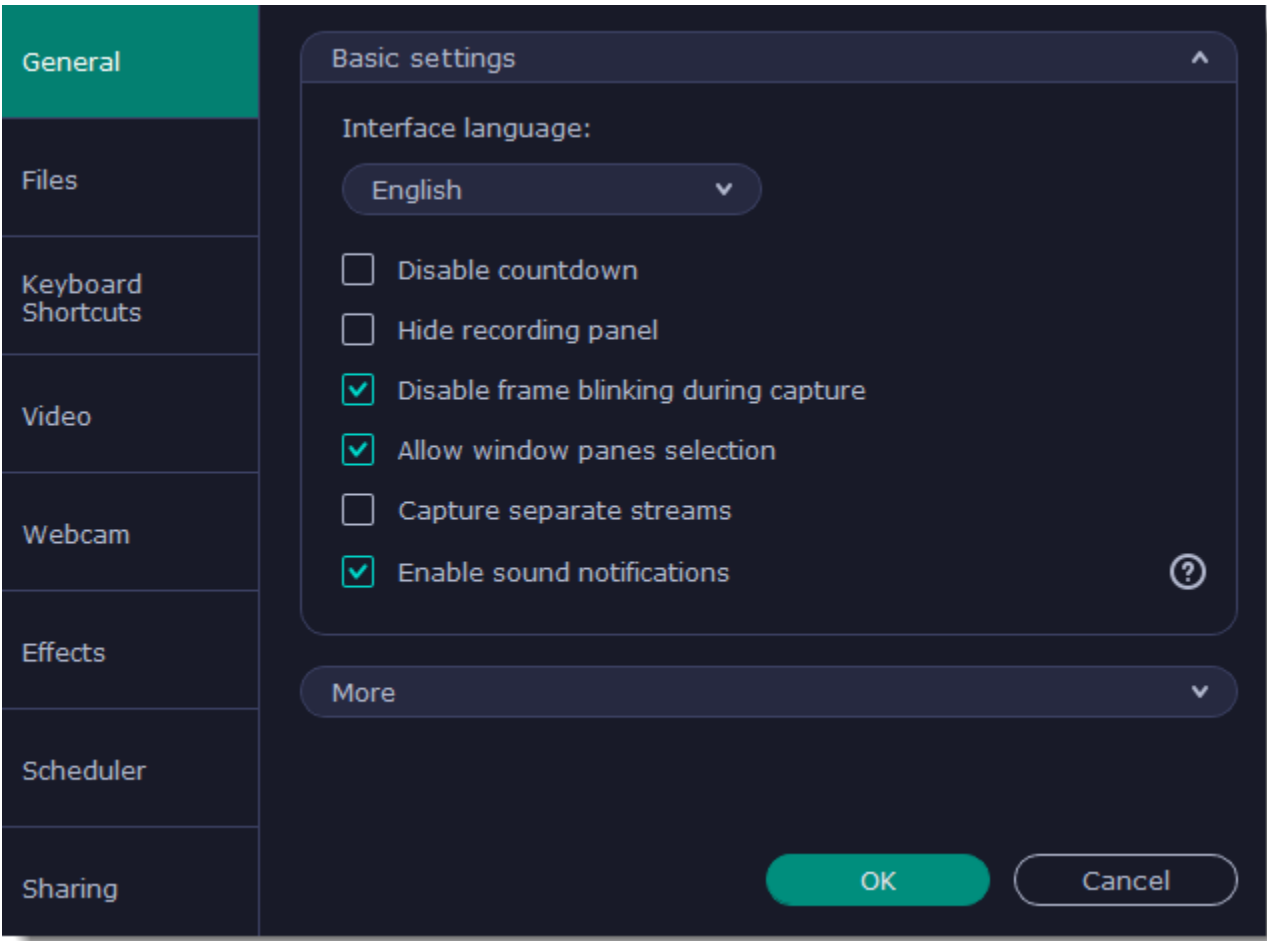 General
Files
Keyboard
Shortcuts
Video
Webcam
Effects
Scheduler
Sharing
Basic settings
Interface language:
English
Disable countdown
Hide recording panel
Disable frame blinking during capture
Allow window panes selection
Capture separate streams
Enable sound notifications
?
More
OK
Cancel